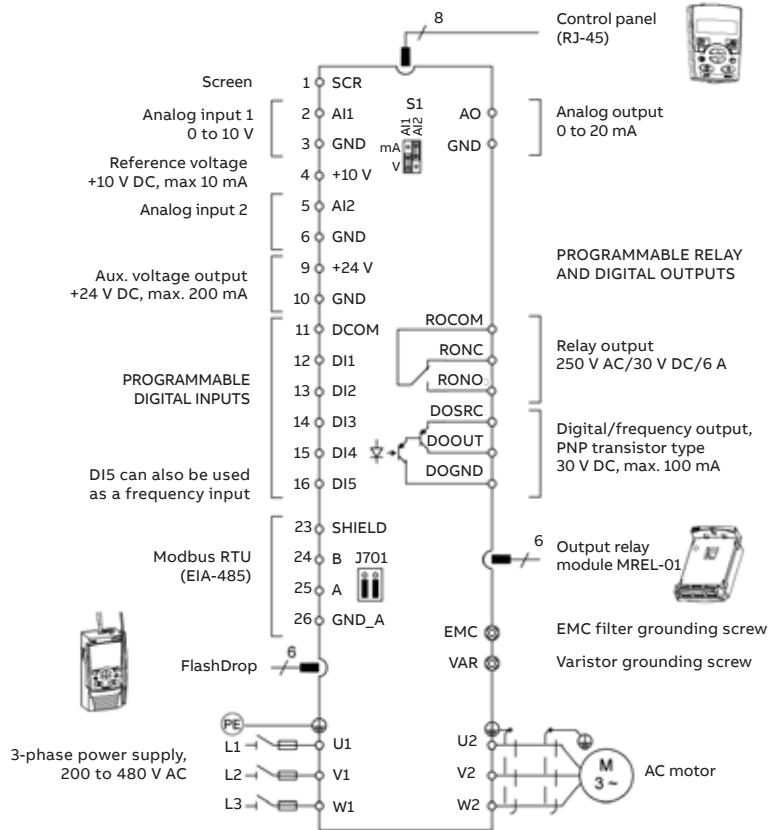 8
Control panel
(RJ-45)
Screen
1 SCR
Analog input 1
0 to 10 V
2 AI1
3 GND
S1
AI1
AI2
mA
V
AO
GND
Analog output
0 to 20 mA
Reference voltage
+10 V DC, max 10 mA
4 +10 V
Analog input 2
5 AI2
6 GND
Aux. voltage output
+24 V DC, max. 200 mA
9 +24 V
10 GND
PROGRAMMABLE RELAY
AND DIGITAL OUTPUTS
PROGRAMMABLE
DIGITAL INPUTS
11 DCOM
12 DI1
13 DI2
14 DI3
15 DI4
16 DI5
DI5 can also be used
as a frequency input
ROCOM
RONC
RONO
Relay output
250 V AC/30 V DC/6 A
DOSRC
DOOUT
DOGND
Digital/frequency output,
PNP transistor type
30 V DC, max. 100 mA
Modbus RTU
(EIA-485)
23 SHIELD
24 B
25 A
26 GND_A
J701
6
Output relay
module MREL-01
EMC
EMC filter grounding screw
VAR
Varistor grounding screw
FlashDrop
6
PE
3-phase power supply,
200 to 480 V AC
L1
U1
L2
V1
L3
W1
U2
V2
W2
M
3 ~
AC motor